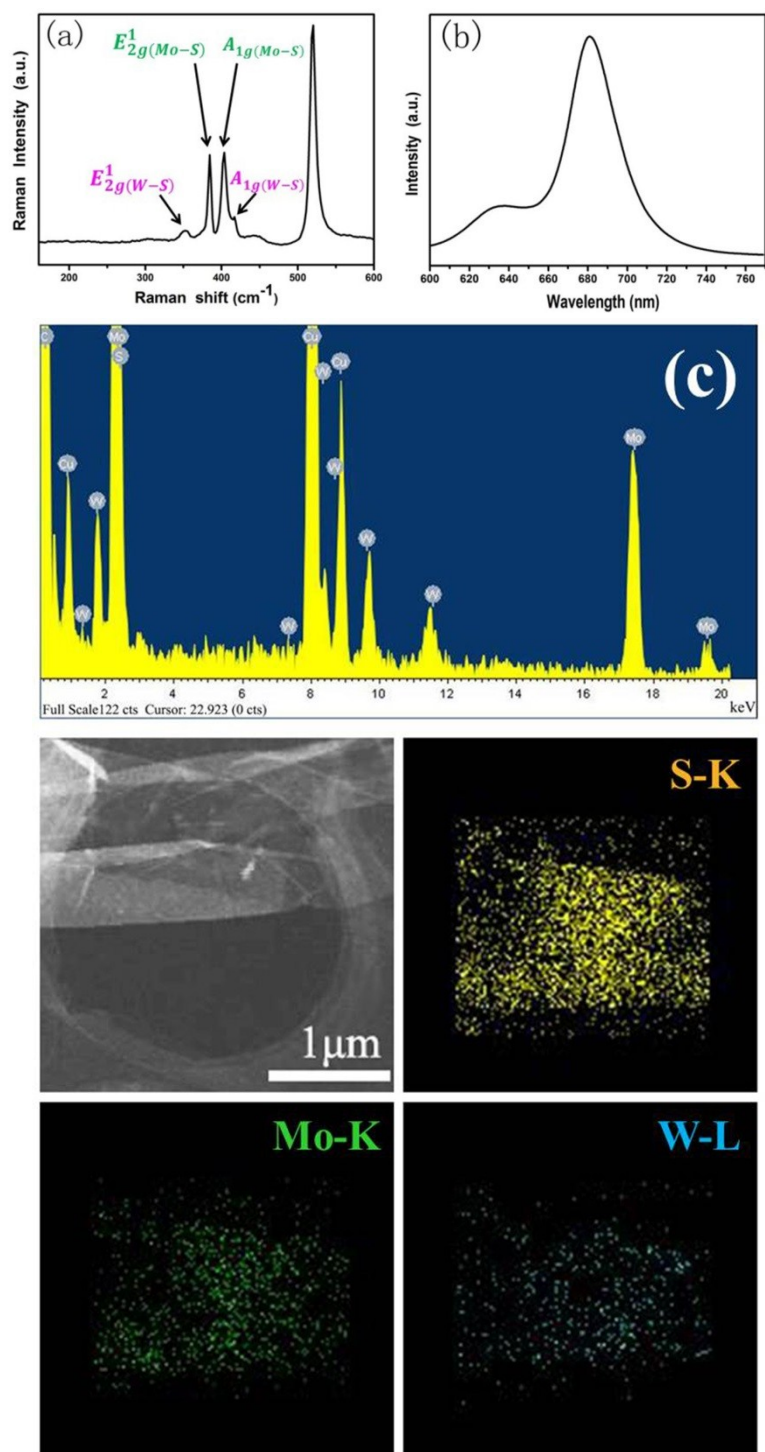 (a)
E¹2g(Mo−S) A1g(Mo−S)
E¹2g(W−S) A1g(W−S)
Raman Intensity (a.u.)
200 300 400 500 600
Raman shift (cm-1)
(b)
Intensity (a.u.)
600 620 640 660 680 700 720 740 760
Wavelength (nm)
(c)
C Mo Cu
S W Cu
Cu W Mo
W W
W W W Mo
2 4 6 8 10 12 14 16 18 20
Full Scale122 cts Cursor: 22.923 (0 cts) keV
1μm
S-K
Mo-K
W-L